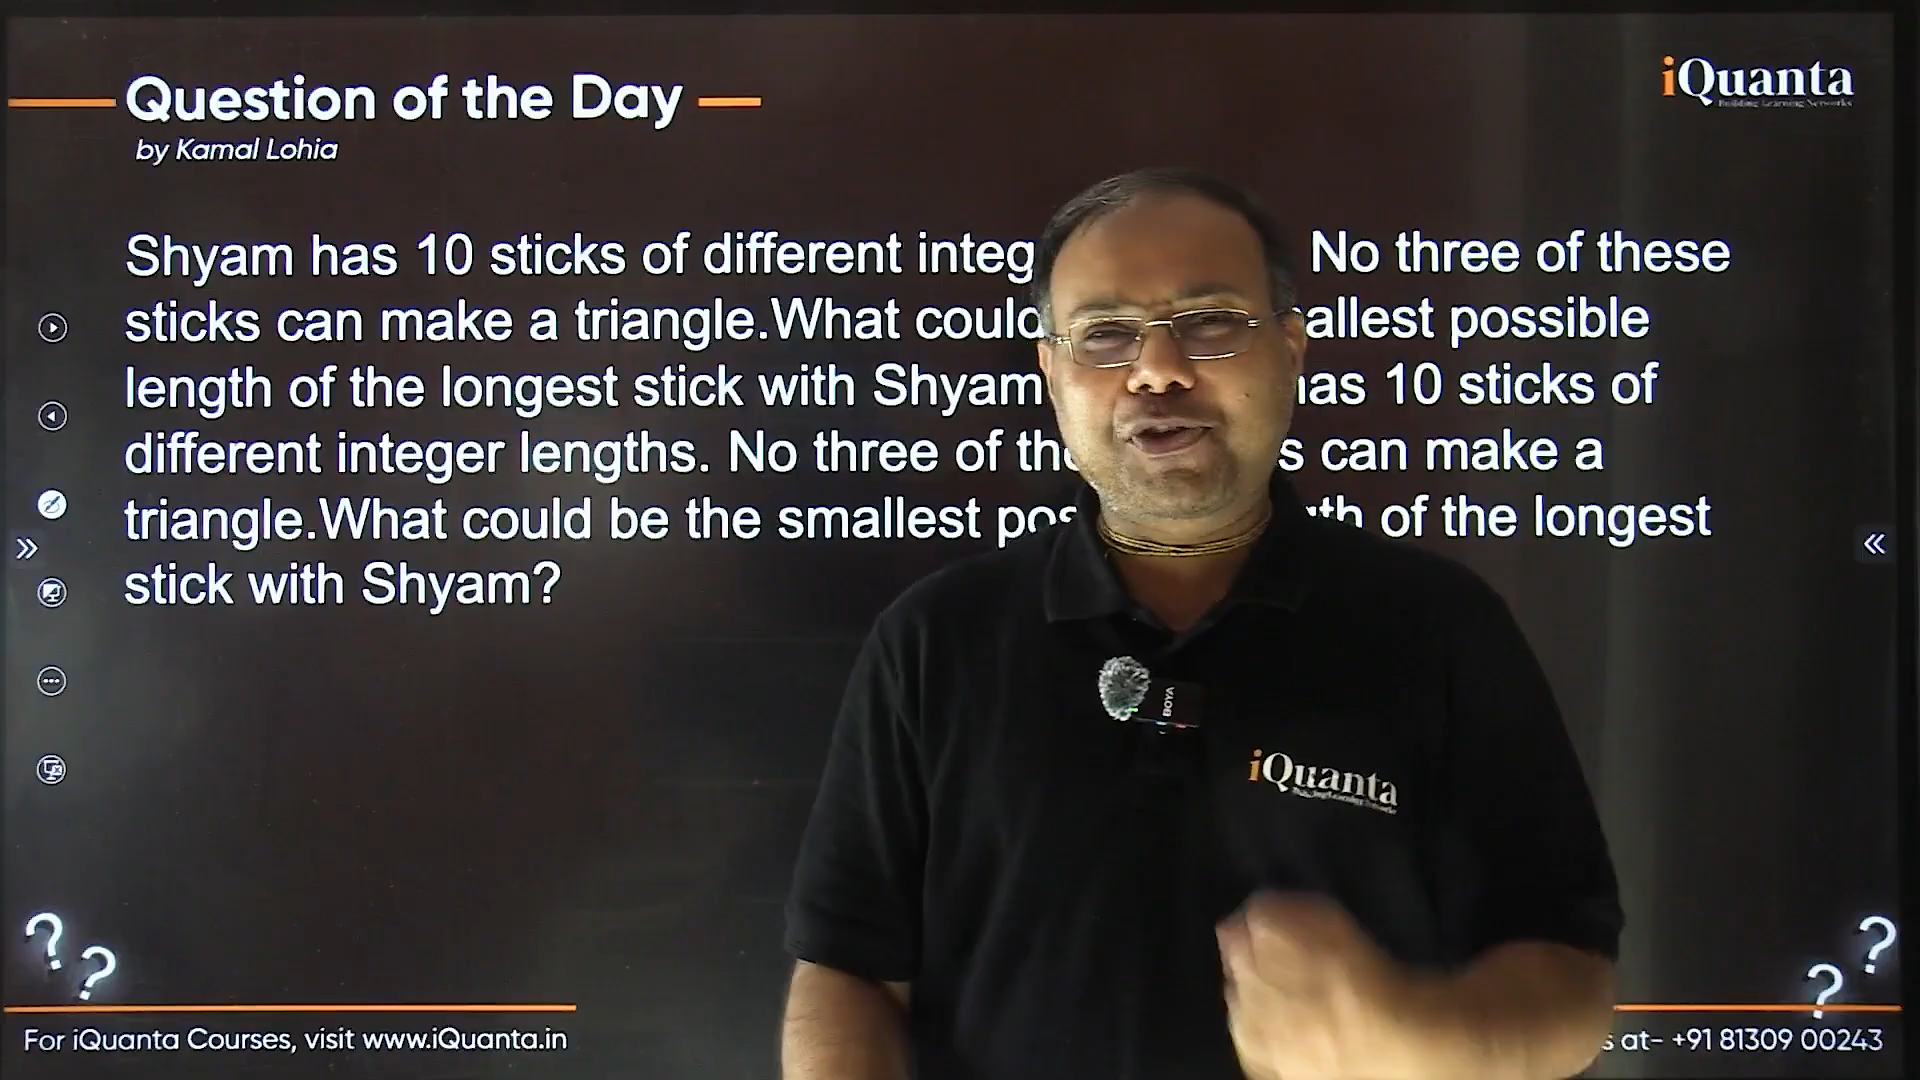 Question of the Day
by Kamal Lohia
iQuanta
Building Learning Networks
Shyam has 10 sticks of different integ No three of these
sticks can make a triangle.What could allest possible
length of the longest stick with Shyam has 10 sticks of
different integer lengths. No three of the s can make a
triangle.What could be the smallest pos gth of the longest
stick with Shyam?
BOYA
iQuanta
For iQuanta Courses, visit www.iQuanta.in
s at- +91 81309 00243